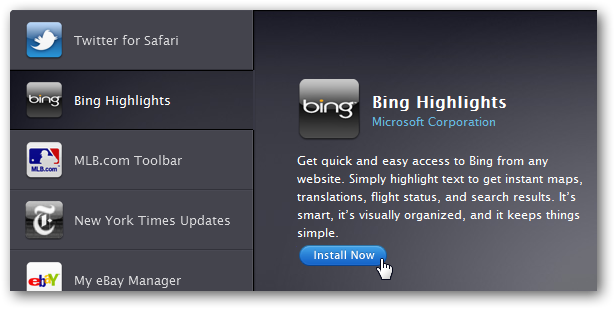 Twitter for Safari
bing
Bing Highlights
MLB.com
MLB.com Toolbar
New York Times Updates
ebay
My eBay Manager
bing
Bing Highlights
Microsoft Corporation
Get quick and easy access to Bing from any
website. Simply highlight text to get instant maps,
translations, flight status, and search results. It's
smart, it's visually organized, and it keeps things
simple.
Install Now